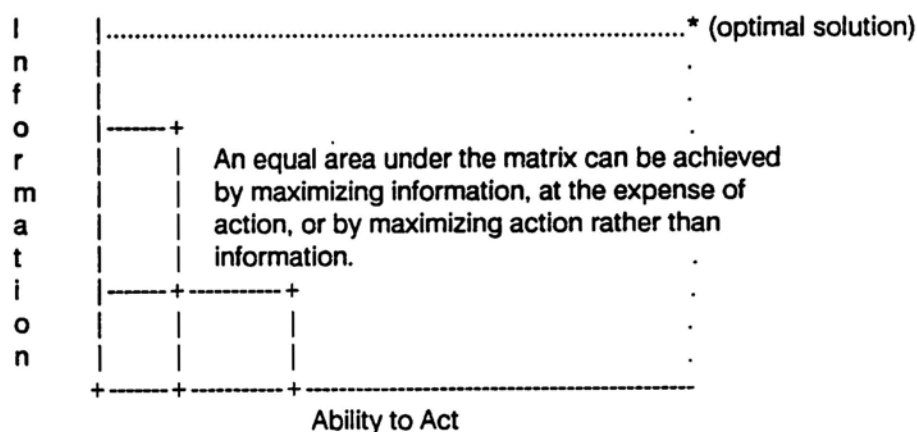 Information
* (optimal solution)
An equal area under the matrix can be achieved
by maximizing information, at the expense of
action, or by maximizing action rather than
information.
Ability to Act